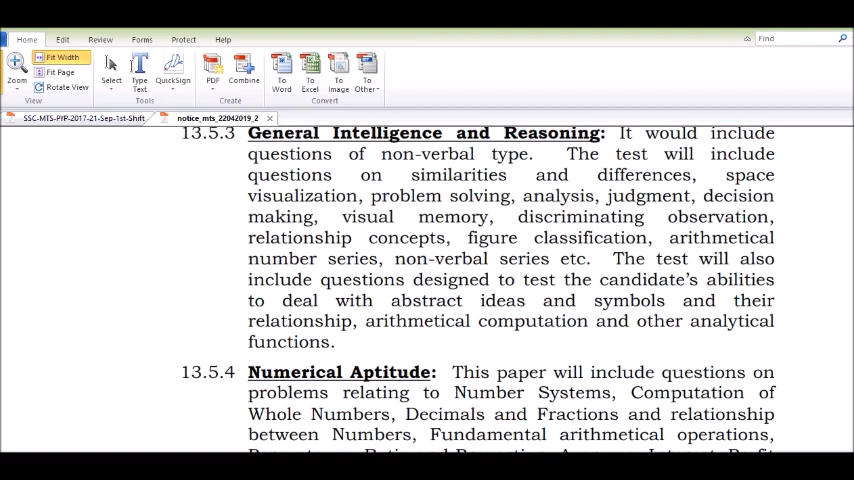 Home Edit Review Forms Protect Help Find
Fit Width
Fit Page
Rotate View
Zoom Select Type Text QuickSign PDF Combine To Word To Excel To Image To Other
View Tools Create Convert
SSC-MTS-PYP-2017-21-Sep-1st-Shift notice_mts_22042019_2
13.5.3 General Intelligence and Reasoning: It would include
questions of non-verbal type. The test will include
questions on similarities and differences, space
visualization, problem solving, analysis, judgment, decision
making, visual memory, discriminating observation,
relationship concepts, figure classification, arithmetical
number series, non-verbal series etc. The test will also
include questions designed to test the candidate's abilities
to deal with abstract ideas and symbols and their
relationship, arithmetical computation and other analytical
functions.
13.5.4 Numerical Aptitude: This paper will include questions on
problems relating to Number Systems, Computation of
Whole Numbers, Decimals and Fractions and relationship
between Numbers, Fundamental arithmetical operations,